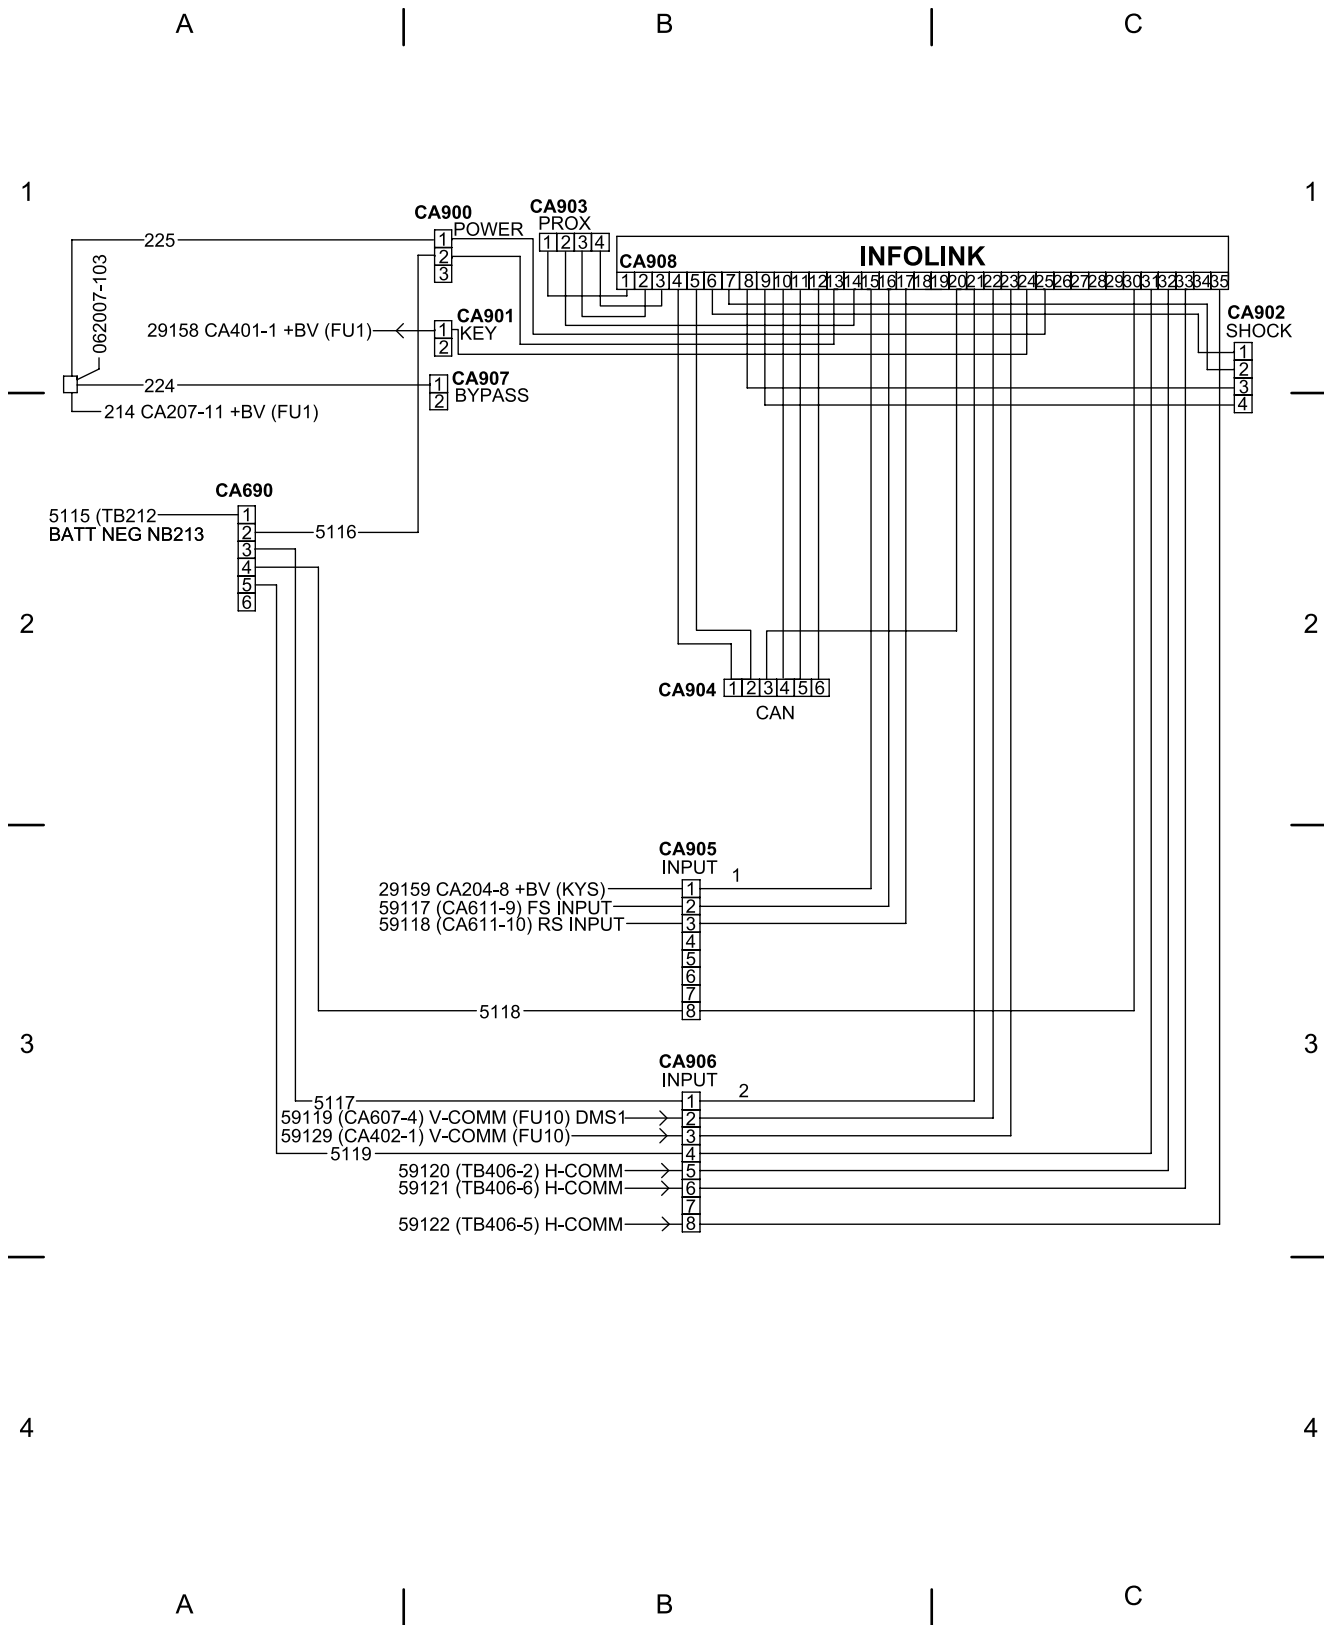 A B C
1 1
CA900
POWER
1
2
3
CA903
PROX
1 2 3 4
INFOLINK
CA908
1 2 3 4 5 6 7 8 9 10 11 12 13 14 15 16 17 18 19 20 21 22 23 24 25 26 27 28 29 30 31 32 33 34 35
225
062007-103
29158 CA401-1 +BV (FU1)
CA901
KEY
1
2
CA902
SHOCK
1
2
3
4
224
CA907
BYPASS
1
2
214 CA207-11 +BV (FU1)
CA690
1
2
3
4
5
6
5115 (TB212
BATT NEG NB213
5116
2 2
CA904
1 2 3 4 5 6
CAN
CA905
INPUT 1
29159 CA204-8 +BV (KYS) 1
59117 (CA611-9) FS INPUT 2
59118 (CA611-10) RS INPUT 3
4
5
6
7
5118 8
3 3
CA906
INPUT 2
5117 1
59119 (CA607-4) V-COMM (FU10) DMS1 2
59129 (CA402-1) V-COMM (FU10) 3
5119 4
59120 (TB406-2) H-COMM 5
59121 (TB406-6) H-COMM 6
7
59122 (TB406-5) H-COMM 8
4 4
A B C